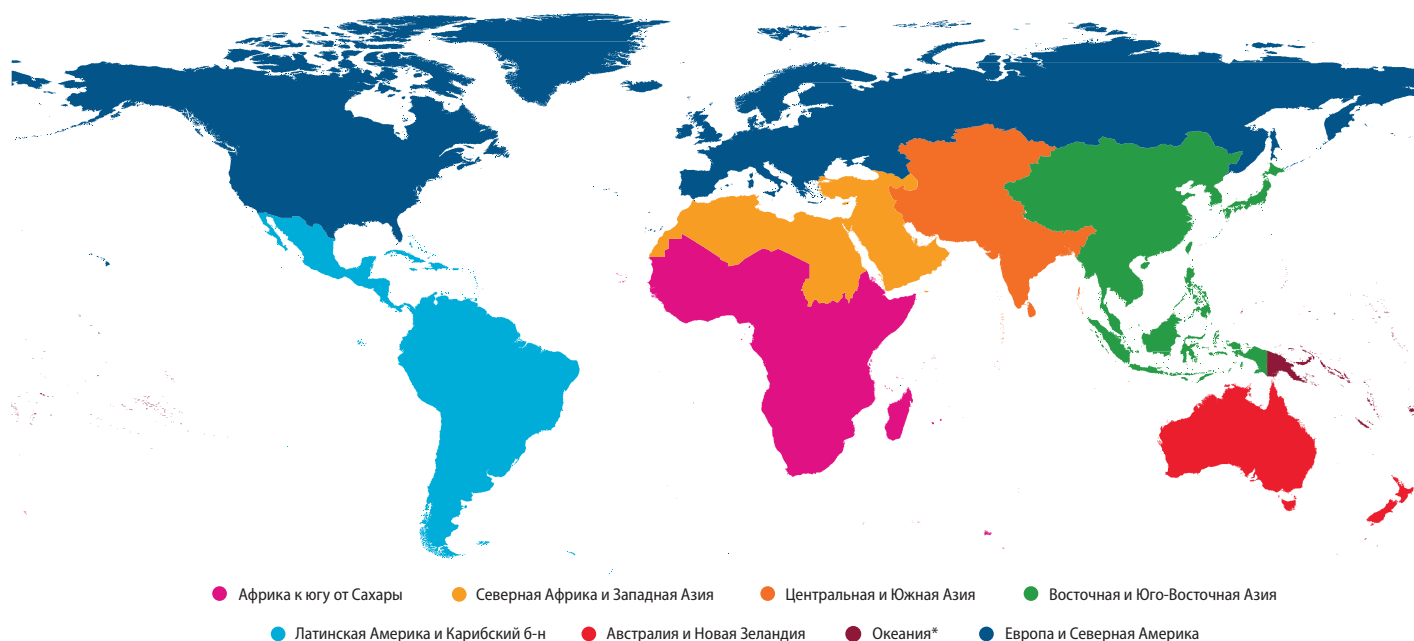 Африка к югу от Сахары Северная Африка и Западная Азия Центральная и Южная Азия Восточная и Юго-Восточная Азия
Латинская Америка и Карибский б-н Австралия и Новая Зеландия Океания* Европа и Северная Америка